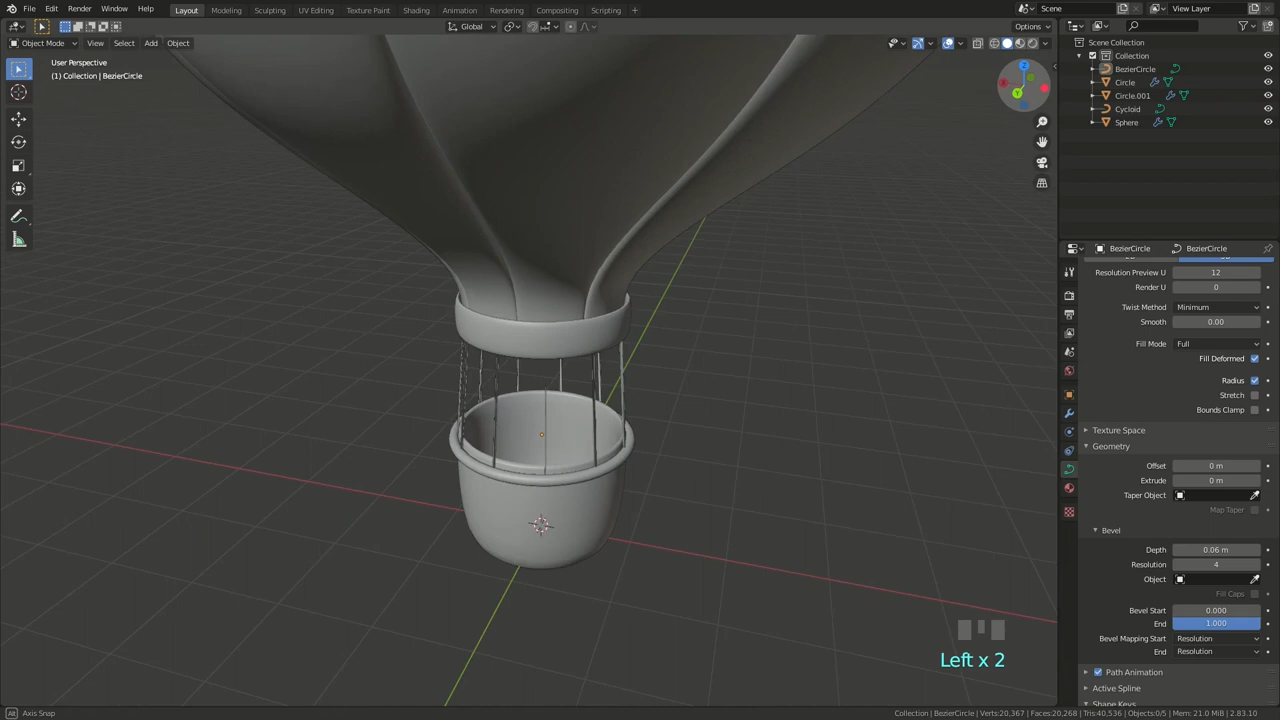 File Edit Render Window Help Layout Modeling Sculpting UV Editing Texture Paint Shading Animation Rendering Compositing Scripting + Scene View Layer
Global Options
Object Mode View Select Add Object
User Perspective
(1) Collection | BezierCircle
Z
X
Y
Left x 2
Scene Collection
Collection
BezierCircle
Circle
Circle.001
Cycloid
Sphere
BezierCircle BezierCircle
Resolution Preview U 12
Render U 0
Twist Method Minimum
Smooth 0.00
Fill Mode Full
Fill Deformed
Radius
Stretch
Bounds Clamp
Texture Space
Geometry
Offset 0 m
Extrude 0 m
Taper Object
Map Taper
Bevel
Depth 0.06 m
Resolution 4
Object
Fill Caps
Bevel Start 0.000
End 1.000
Bevel Mapping Start Resolution
End Resolution
Path Animation
Active Spline
Shape Keys
Alt Axis Snap Collection | BezierCircle | Verts:20,367 | Faces:20,268 | Tris:40,536 | Objects:0/5 | Mem: 21.0 MiB | 2.83.10